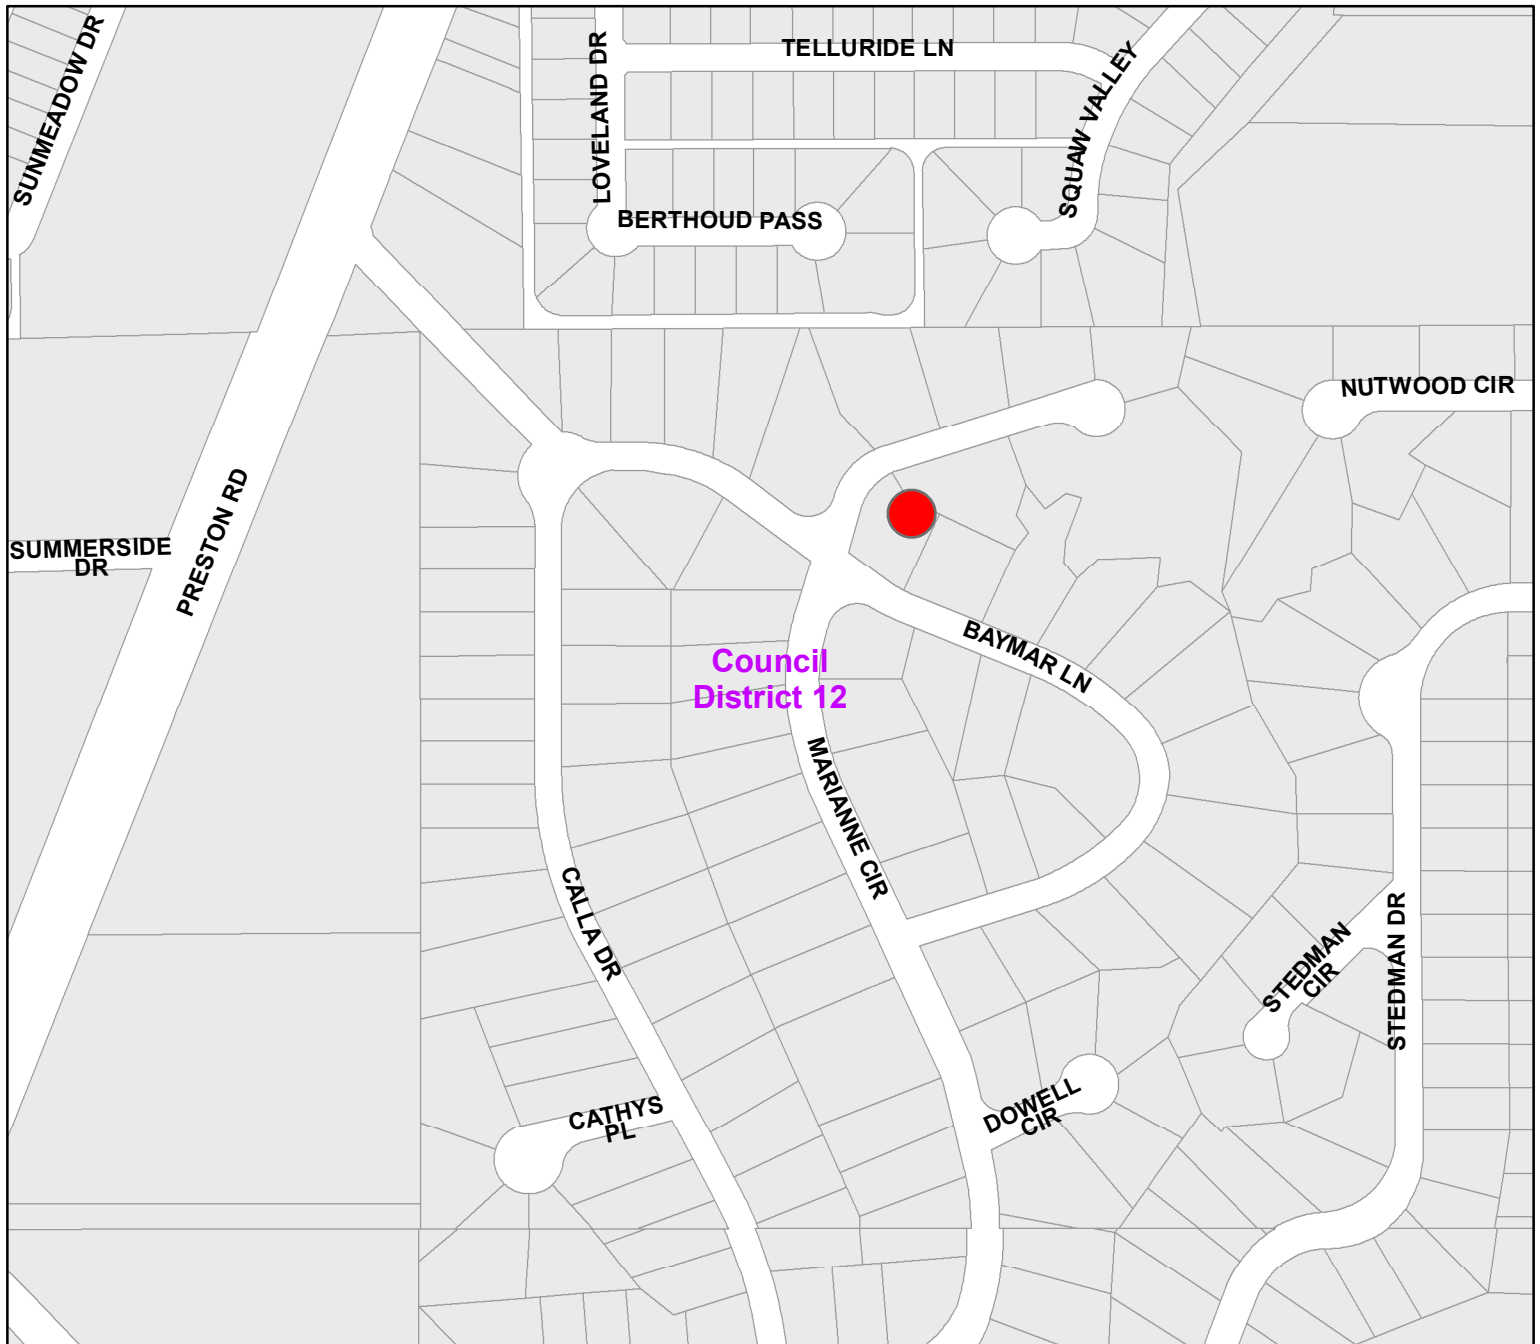 SUNMEADOW DR
LOVELAND DR
TELLURIDE LN
SQUAW VALLEY
BERTHOUD PASS
NUTWOOD CIR
PRESTON RD
SUMMERSIDE
DR
BAYMAR LN
Council
District 12
MARIANNE CIR
CALLA DR
STEDMAN
CIR
STEDMAN DR
CATHYS
PL
DOWELL
CIR